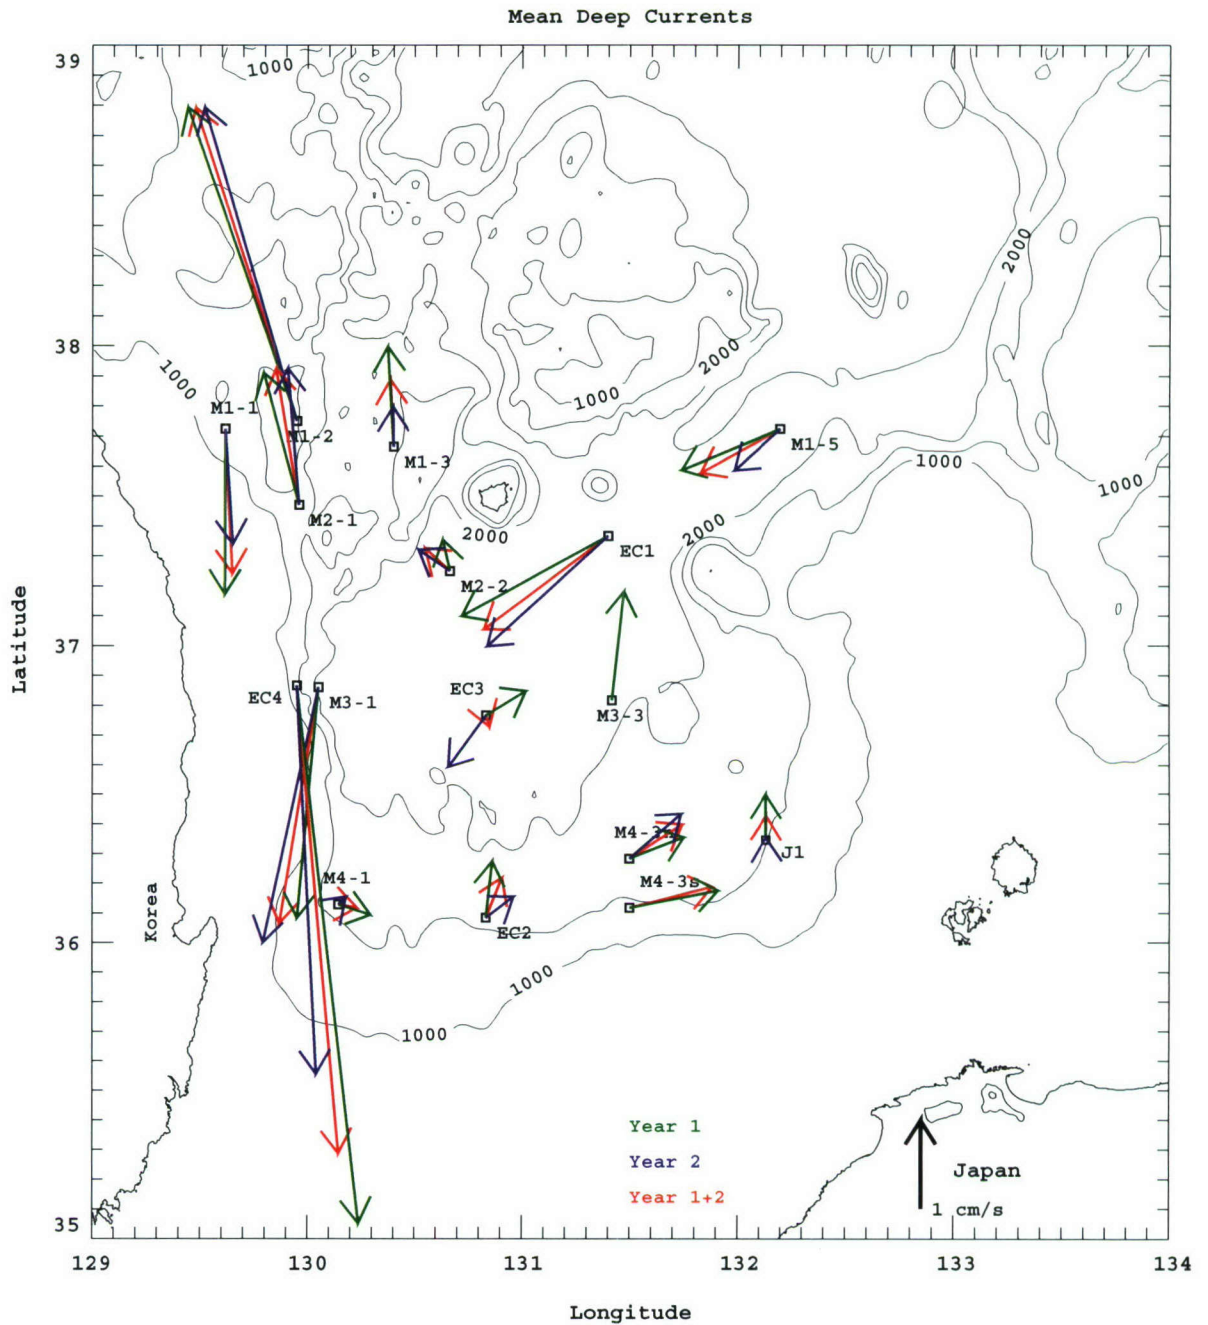 Mean Deep Currents
39
1000
38
2000
1000
2000
1000
M1-1
M1-2
M1-3
M1-5
1000
1000
M2-1
2000
2000
EC1
M2-2
37
EC3
EC4
M3-1
M3-3
M4-3n
J1
M4-1
M4-3s
Korea
EC2
36
1000
1000
Year 1
Year 2
Year 1+2
Japan
1 cm/s
35
129
130
131
132
133
134
Latitude
Longitude